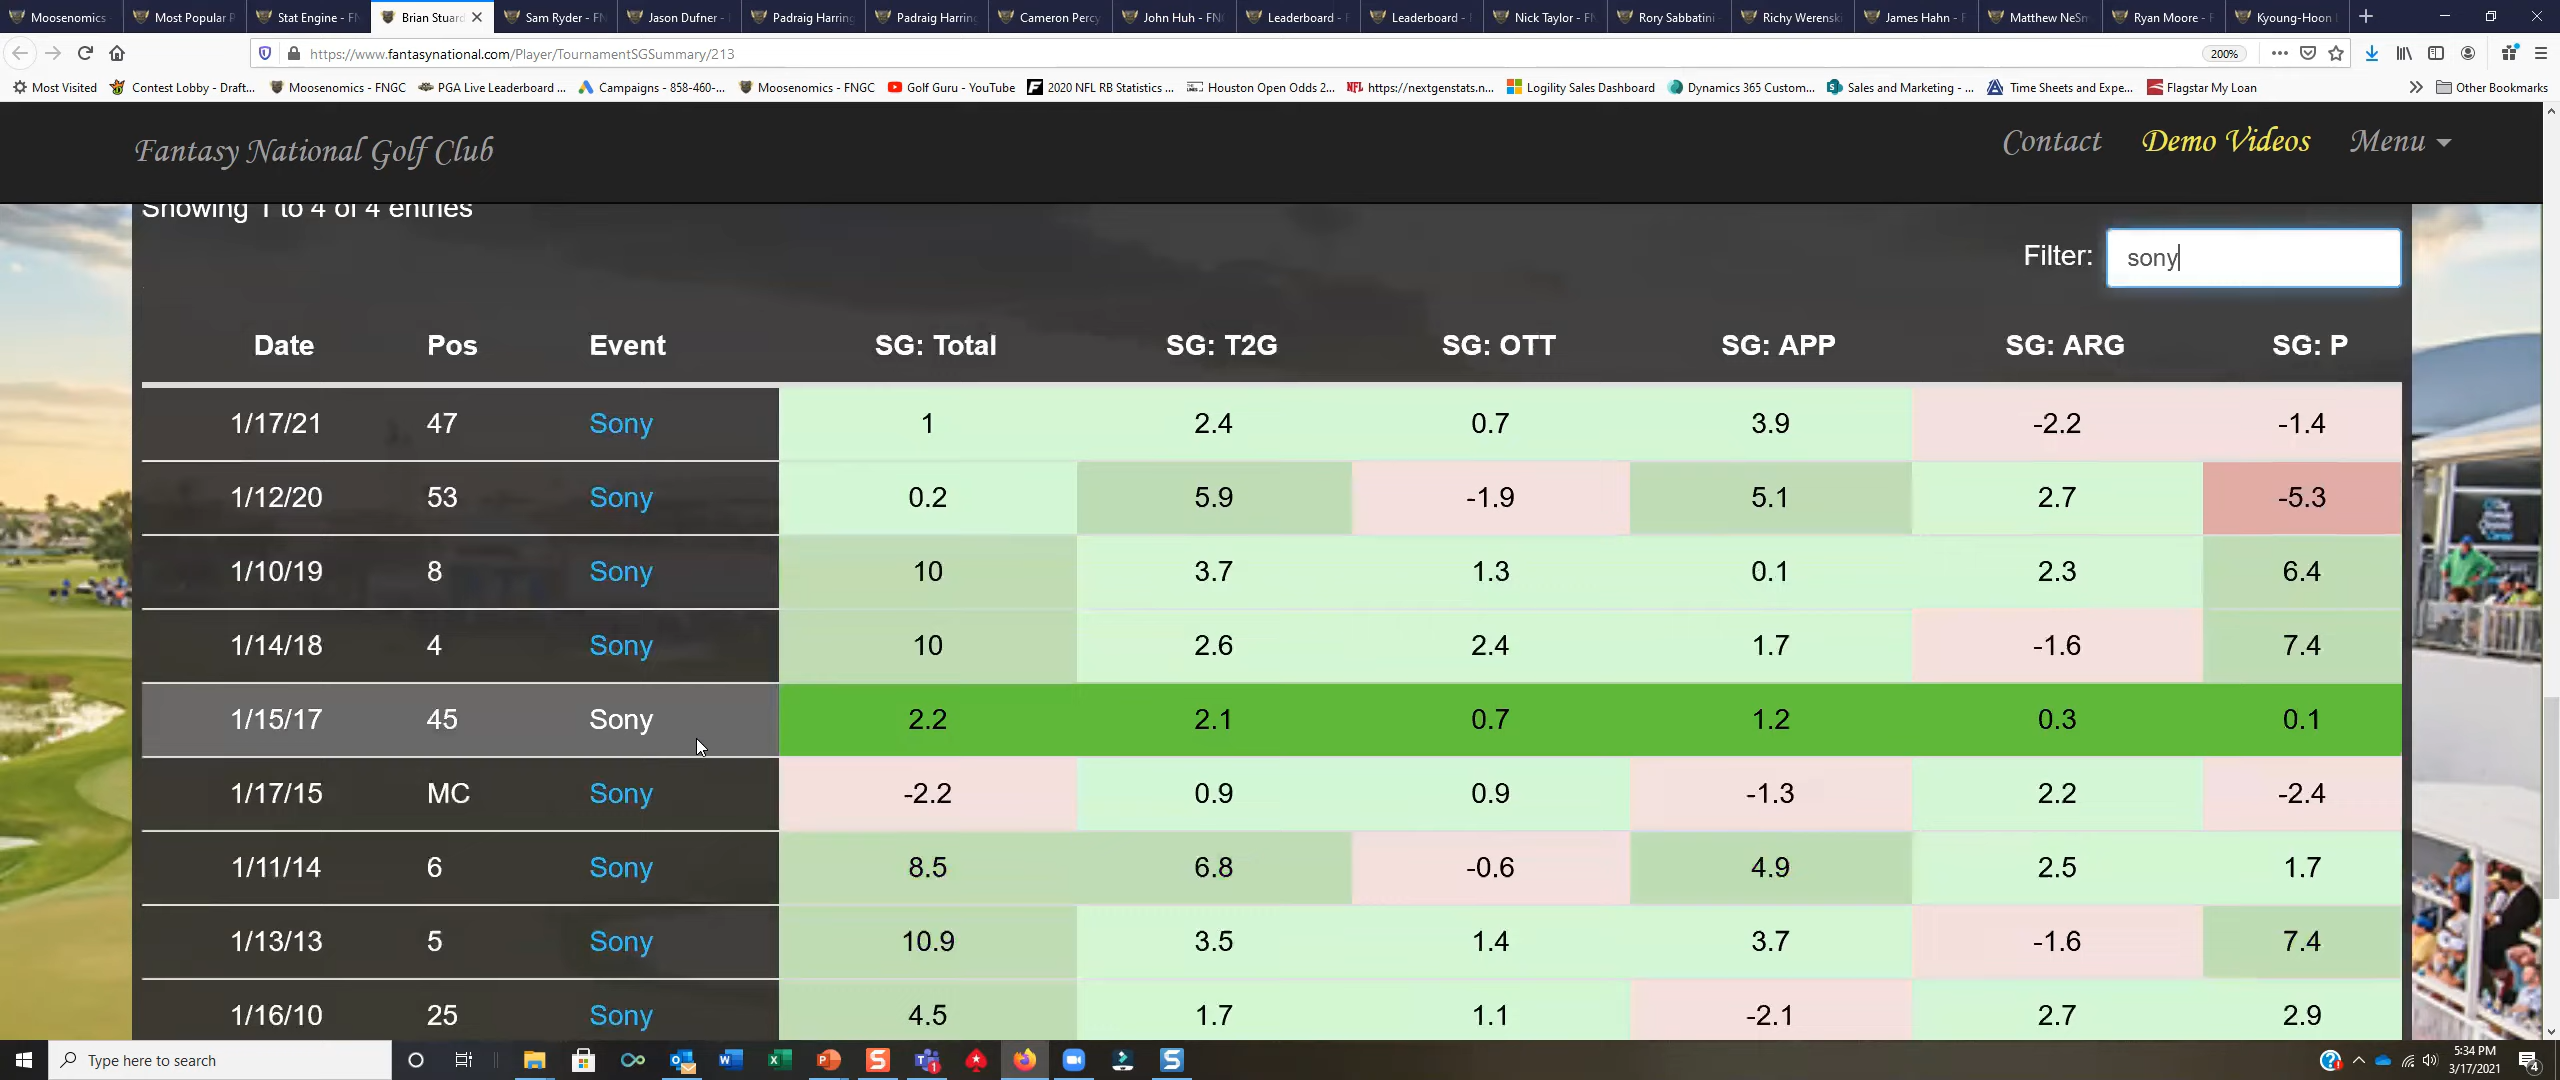 Moosenomics
Most Popular P
Stat Engine - FN
Brian Stuard
Sam Ryder - FN
Jason Dufner -
Padraig Harring
Padraig Harring
Cameron Percy
John Huh - FNG
Leaderboard - F
Leaderboard - F
Nick Taylor - FN
Rory Sabbatini
Richy Werenski
James Hahn - F
Matthew NeSm
Ryan Moore - F
Kyoung-Hoon L
https://www.fantasynational.com/Player/TournamentSGSummary/213
200%
Most Visited
Contest Lobby - Draft...
Moosenomics - FNGC
PGA Live Leaderboard ...
Campaigns - 858-460-...
Moosenomics - FNGC
Golf Guru - YouTube
2020 NFL RB Statistics ...
Houston Open Odds 2...
https://nextgenstats.n...
Logility Sales Dashboard
Dynamics 365 Custom...
Sales and Marketing - ...
Time Sheets and Expe...
Flagstar My Loan
Other Bookmarks
Fantasy National Golf Club
Contact
Demo Videos
Menu
Showing 1 to 4 of 4 entries
Filter: sony
Date Pos Event SG: Total SG: T2G SG: OTT SG: APP SG: ARG SG: P
1/17/21 47 Sony 1 2.4 0.7 3.9 -2.2 -1.4
1/12/20 53 Sony 0.2 5.9 -1.9 5.1 2.7 -5.3
1/10/19 8 Sony 10 3.7 1.3 0.1 2.3 6.4
1/14/18 4 Sony 10 2.6 2.4 1.7 -1.6 7.4
1/15/17 45 Sony 2.2 2.1 0.7 1.2 0.3 0.1
1/17/15 MC Sony -2.2 0.9 0.9 -1.3 2.2 -2.4
1/11/14 6 Sony 8.5 6.8 -0.6 4.9 2.5 1.7
1/13/13 5 Sony 10.9 3.5 1.4 3.7 -1.6 7.4
1/16/10 25 Sony 4.5 1.7 1.1 -2.1 2.7 2.9
Type here to search
5:34 PM
3/17/2021